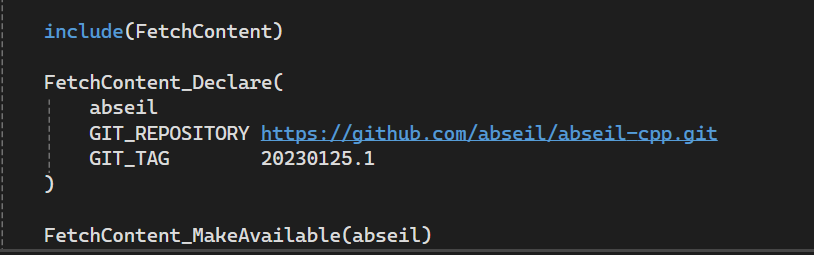 include(FetchContent)
FetchContent_Declare(
abseil
GIT_REPOSITORY https://github.com/abseil/abseil-cpp.git
GIT_TAG 20230125.1
)
FetchContent_MakeAvailable(abseil)